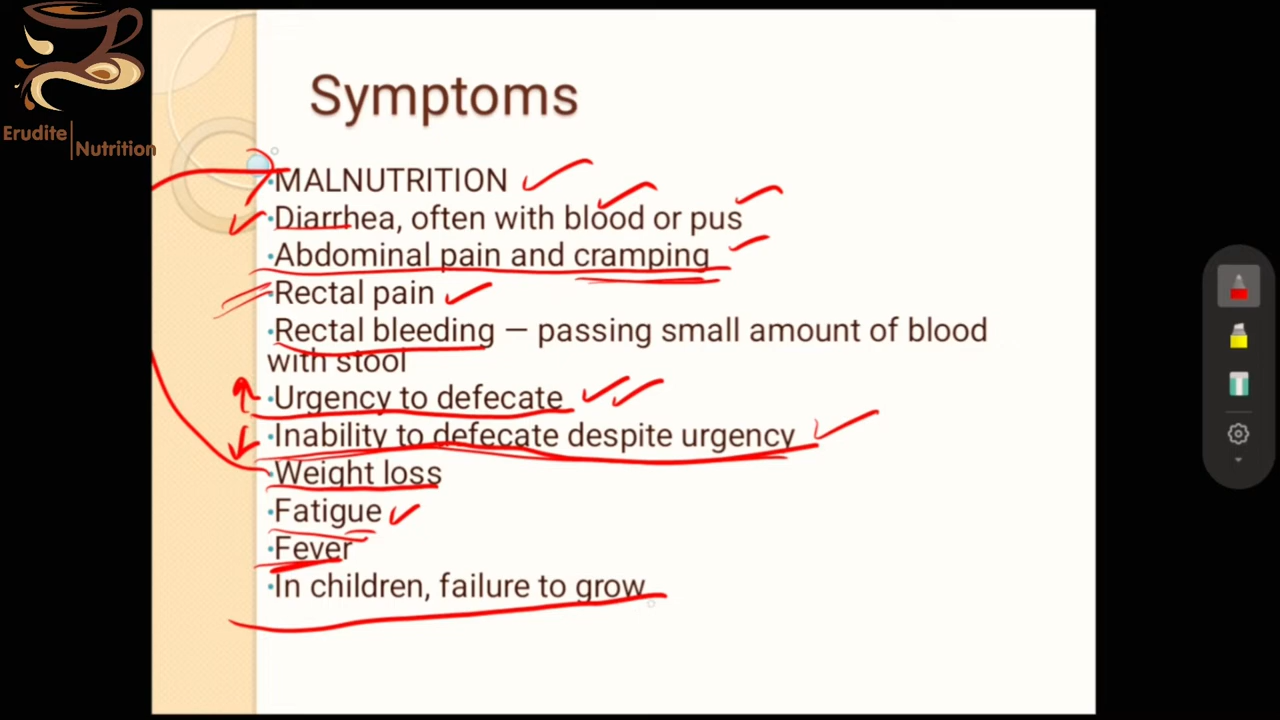 Erudite
Nutrition
Symptoms
•MALNUTRITION
•Diarrhea, often with blood or pus
•Abdominal pain and cramping
•Rectal pain
•Rectal bleeding — passing small amount of blood
with stool
•Urgency to defecate
•Inability to defecate despite urgency
•Weight loss
•Fatigue
•Fever
•In children, failure to grow